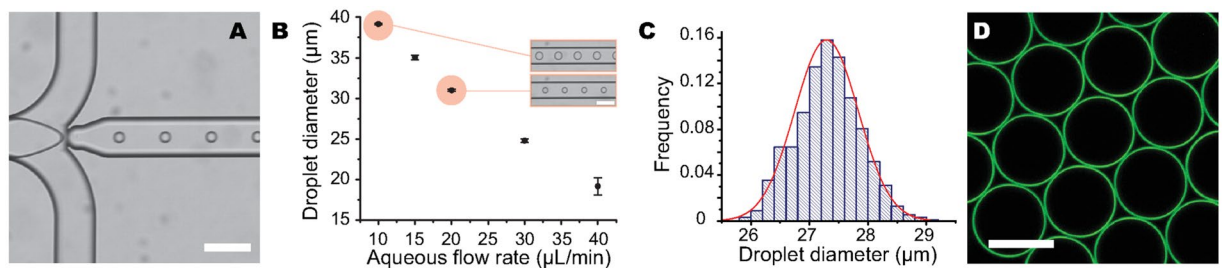 A
B
Droplet diameter (µm)
40
35
31
25
20
15
10 15 20 25 30 35 40
Aqueous flow rate (µL/min)
C
Frequency
0.16
0.12
0.08
0.04
0
26 27 28 29
Droplet diameter (µm)
D